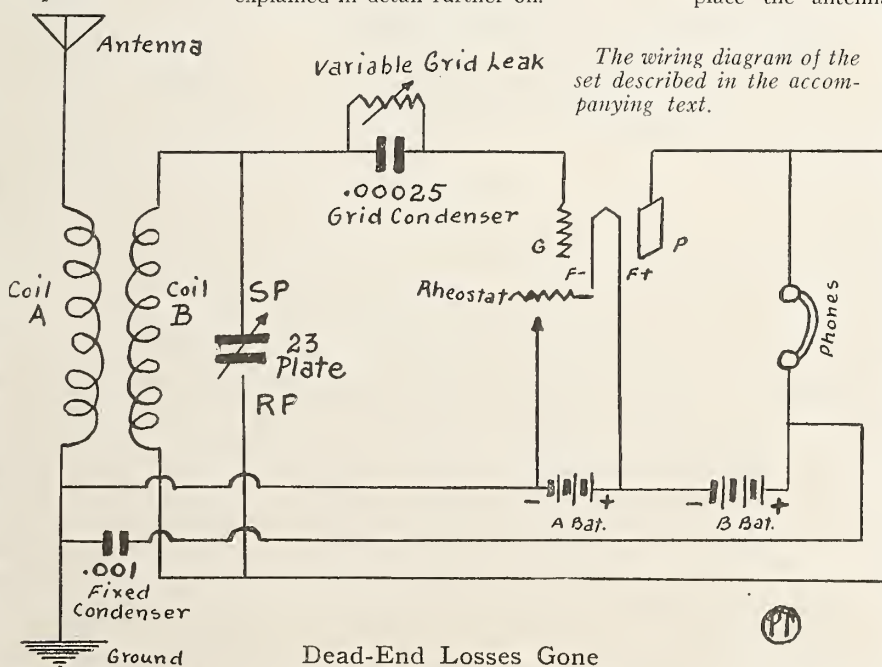 explained in detail further on.
place the antenna
Antenna
Variable Grid Leak
The wiring diagram of the
set described in the accom-
panying text.
.00025
Grid Condenser
G
F-
F+
P
Rheostat
Coil
A
Coil
B
SP
23
Plate
RP
Phones
-
A Bat.
+
-
B Bat.
+
.001
Fixed
Condenser
Ground
Dead-End Losses Gone